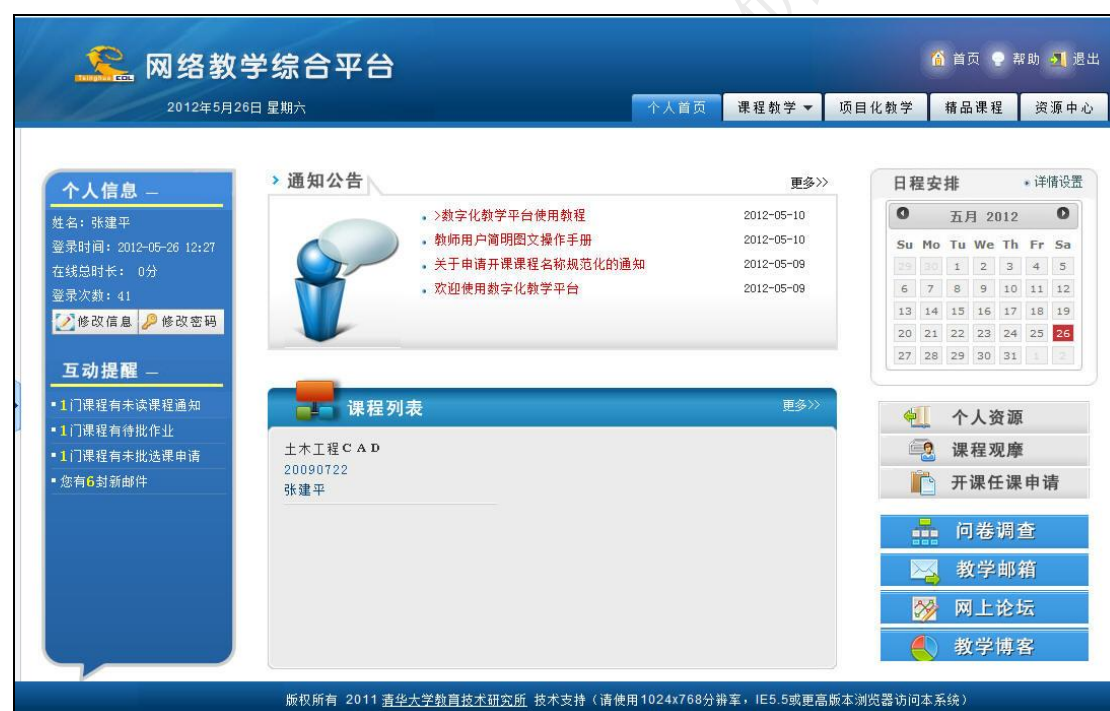 网络教学综合平台
首页 帮助 退出
2012年5月26日 星期六
个人首页 课程教学 项目化教学 精品课程 资源中心
个人信息
姓名：张建平
登录时间：2012-05-26 12:27
在线总时长： 0分
登录次数：41
修改信息 修改密码
互动提醒
1门课程有未读课程通知
1门课程有待批作业
1门课程有未批选课申请
您有6封新邮件
通知公告 更多>>
>数字化教学平台使用教程 2012-05-10
教师用户简明图文操作手册 2012-05-10
关于申请开课课程名称规范化的通知 2012-05-09
欢迎使用数字化教学平台 2012-05-09
课程列表 更多>>
土木工程CAD
20090722
张建平
日程安排 详情设置
五月 2012
Su Mo Tu We Th Fr Sa
29 30 1 2 3 4 5
6 7 8 9 10 11 12
13 14 15 16 17 18 19
20 21 22 23 24 25 26
27 28 29 30 31 1 2
个人资源
课程观摩
开课任课申请
问卷调查
教学邮箱
网上论坛
教学博客
版权所有 2011 清华大学教育技术研究所 技术支持（请使用1024x768分辨率，IE5.5或更高版本浏览器访问本系统）